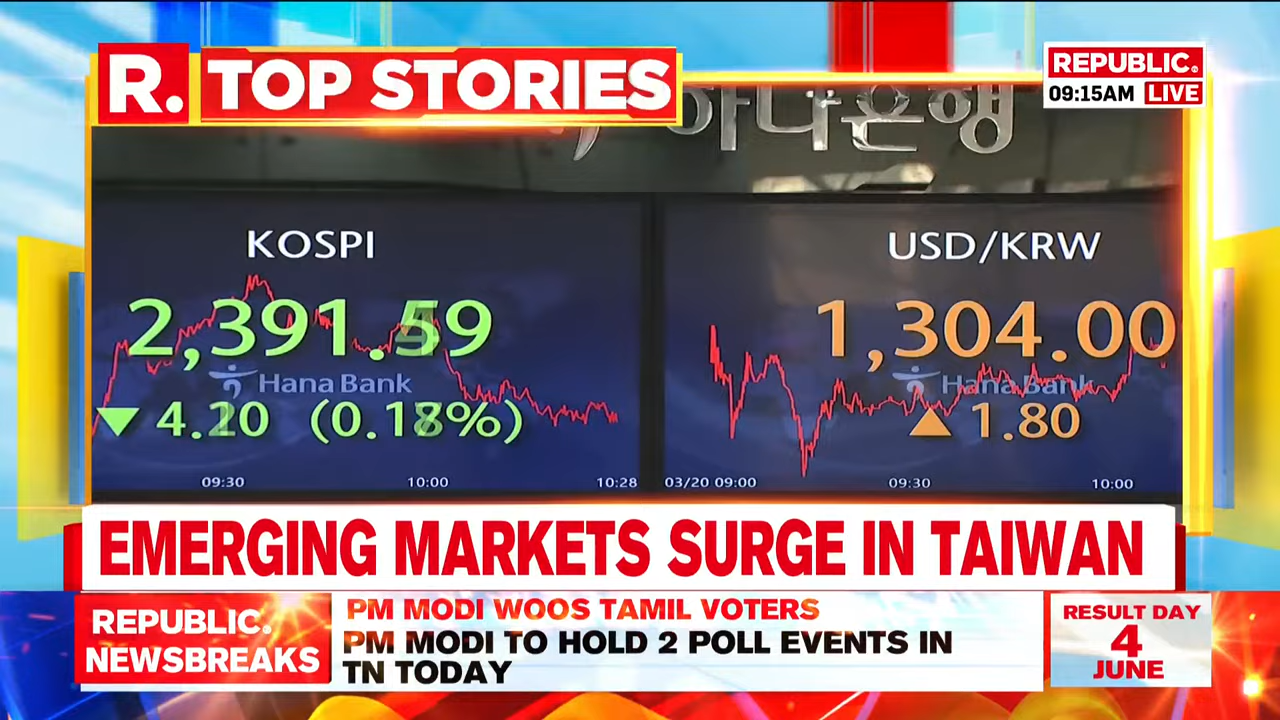 R. TOP STORIES
REPUBLIC.
09:15AM LIVE
하나은행
KOSPI
2,391.59
Hana Bank
▼ 4.20 (0.18%)
09:30 10:00 10:28
USD/KRW
1,304.00
Hana Bank
▲ 1.80
03/20 09:00 09:30 10:00
EMERGING MARKETS SURGE IN TAIWAN
REPUBLIC.
NEWSBREAKS
PM MODI WOOS TAMIL VOTERS
PM MODI TO HOLD 2 POLL EVENTS IN
TN TODAY
RESULT DAY
4
JUNE